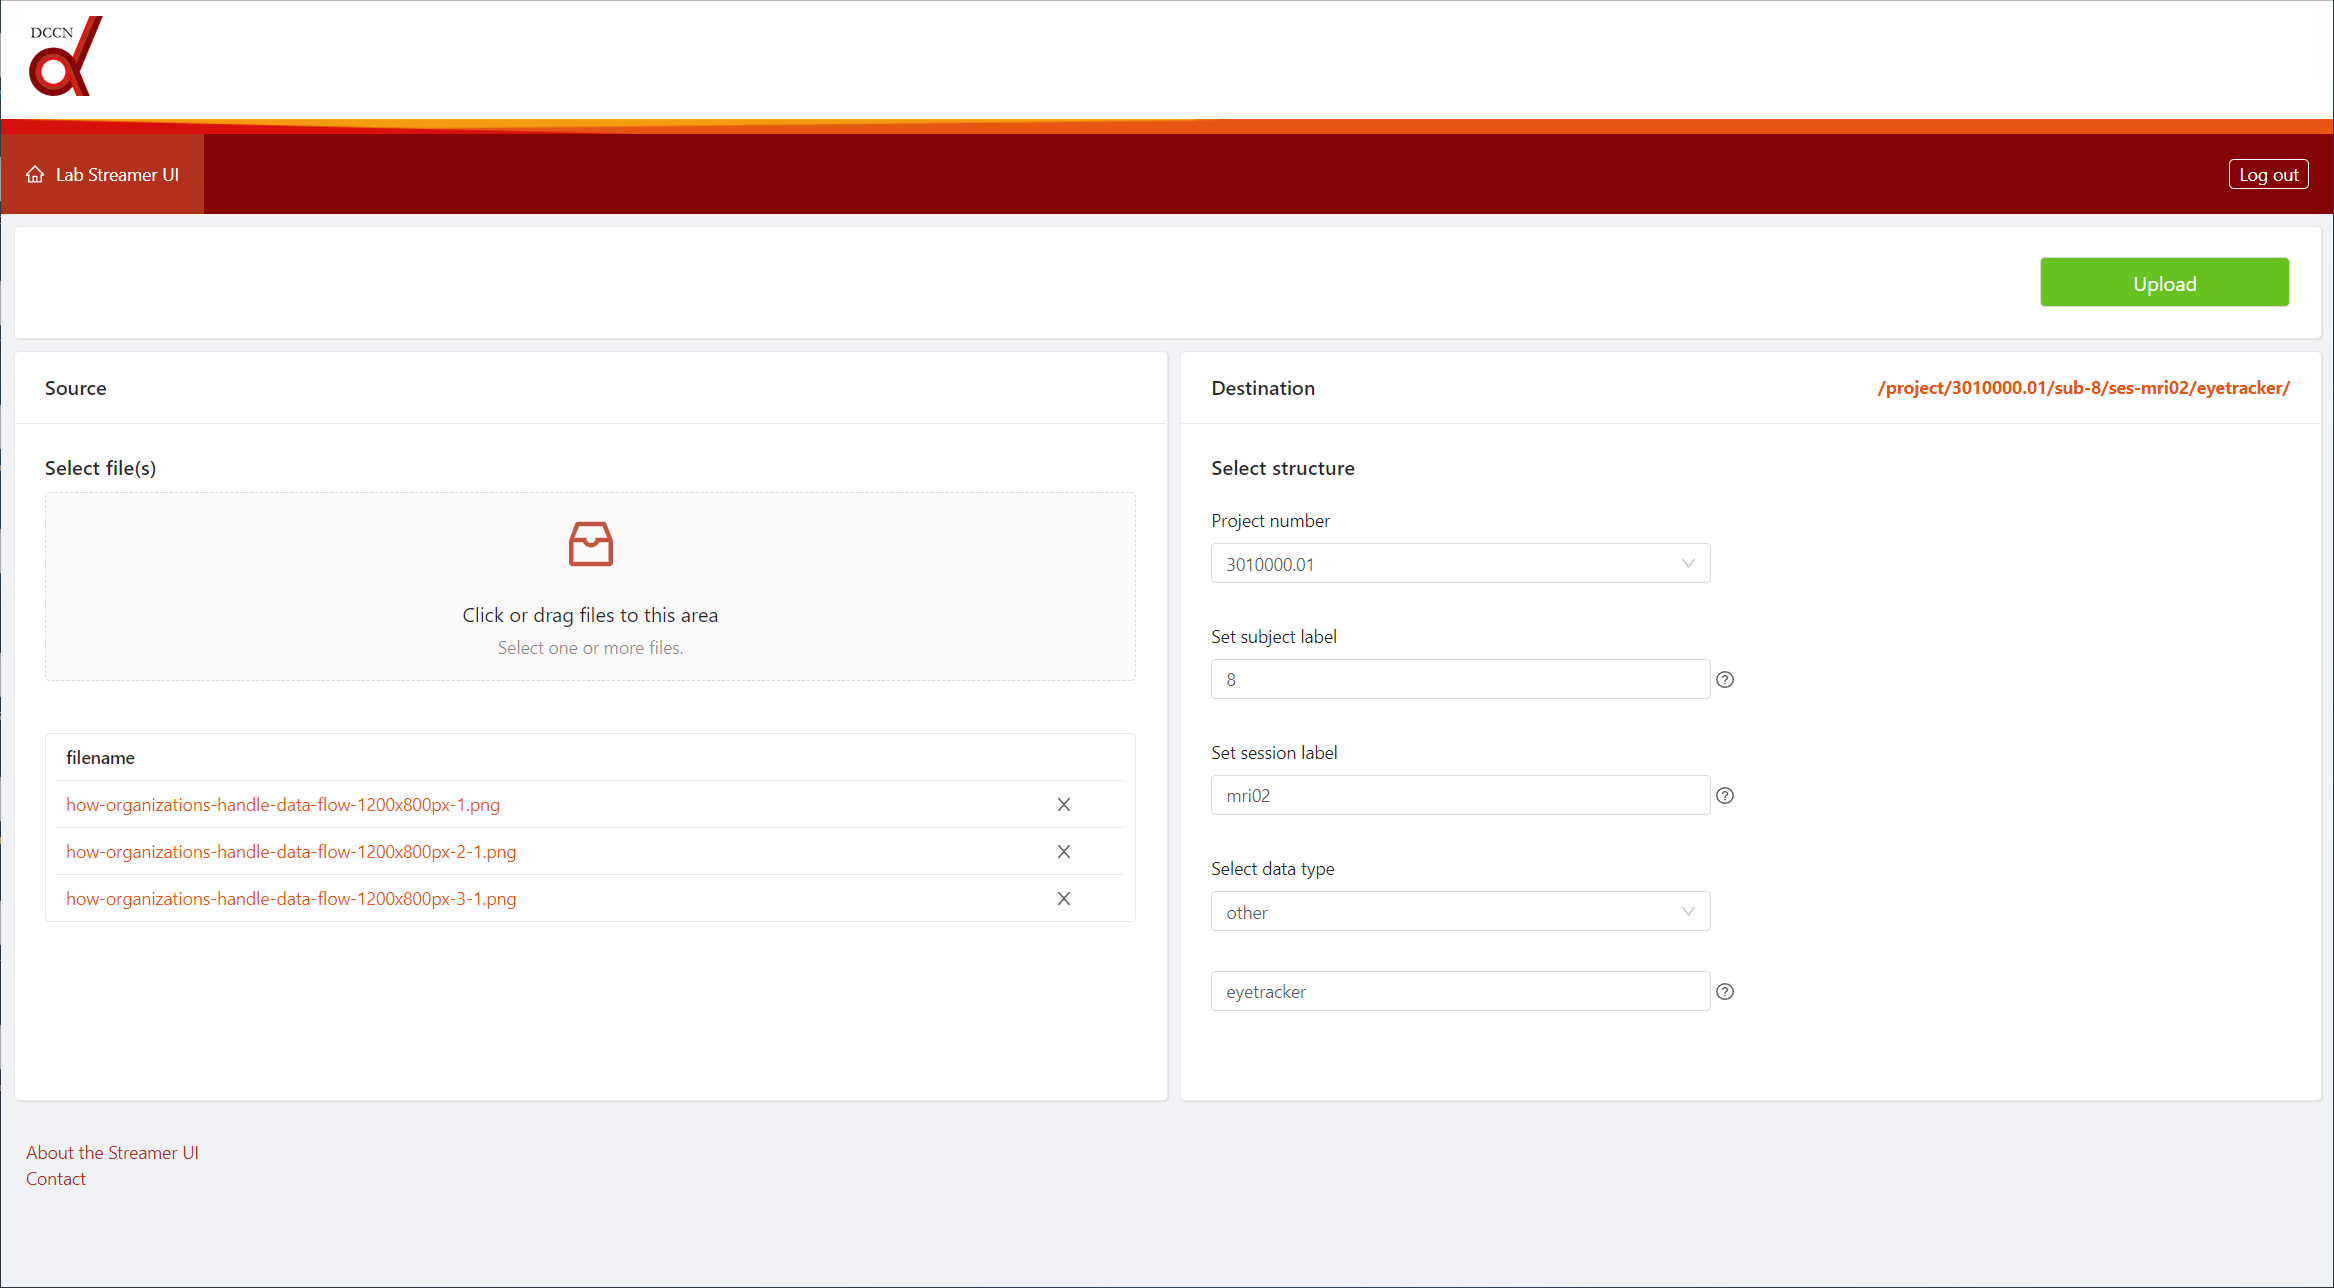 DCCN
Lab Streamer UI
Log out
Upload
Source
Select file(s)
Click or drag files to this area
Select one or more files.
filename
how-organizations-handle-data-flow-1200x800px-1.png
how-organizations-handle-data-flow-1200x800px-2-1.png
how-organizations-handle-data-flow-1200x800px-3-1.png
Destination
/project/3010000.01/sub-8/ses-mri02/eyetracker/
Select structure
Project number
3010000.01
Set subject label
8
Set session label
mri02
Select data type
other
eyetracker
About the Streamer UI
Contact